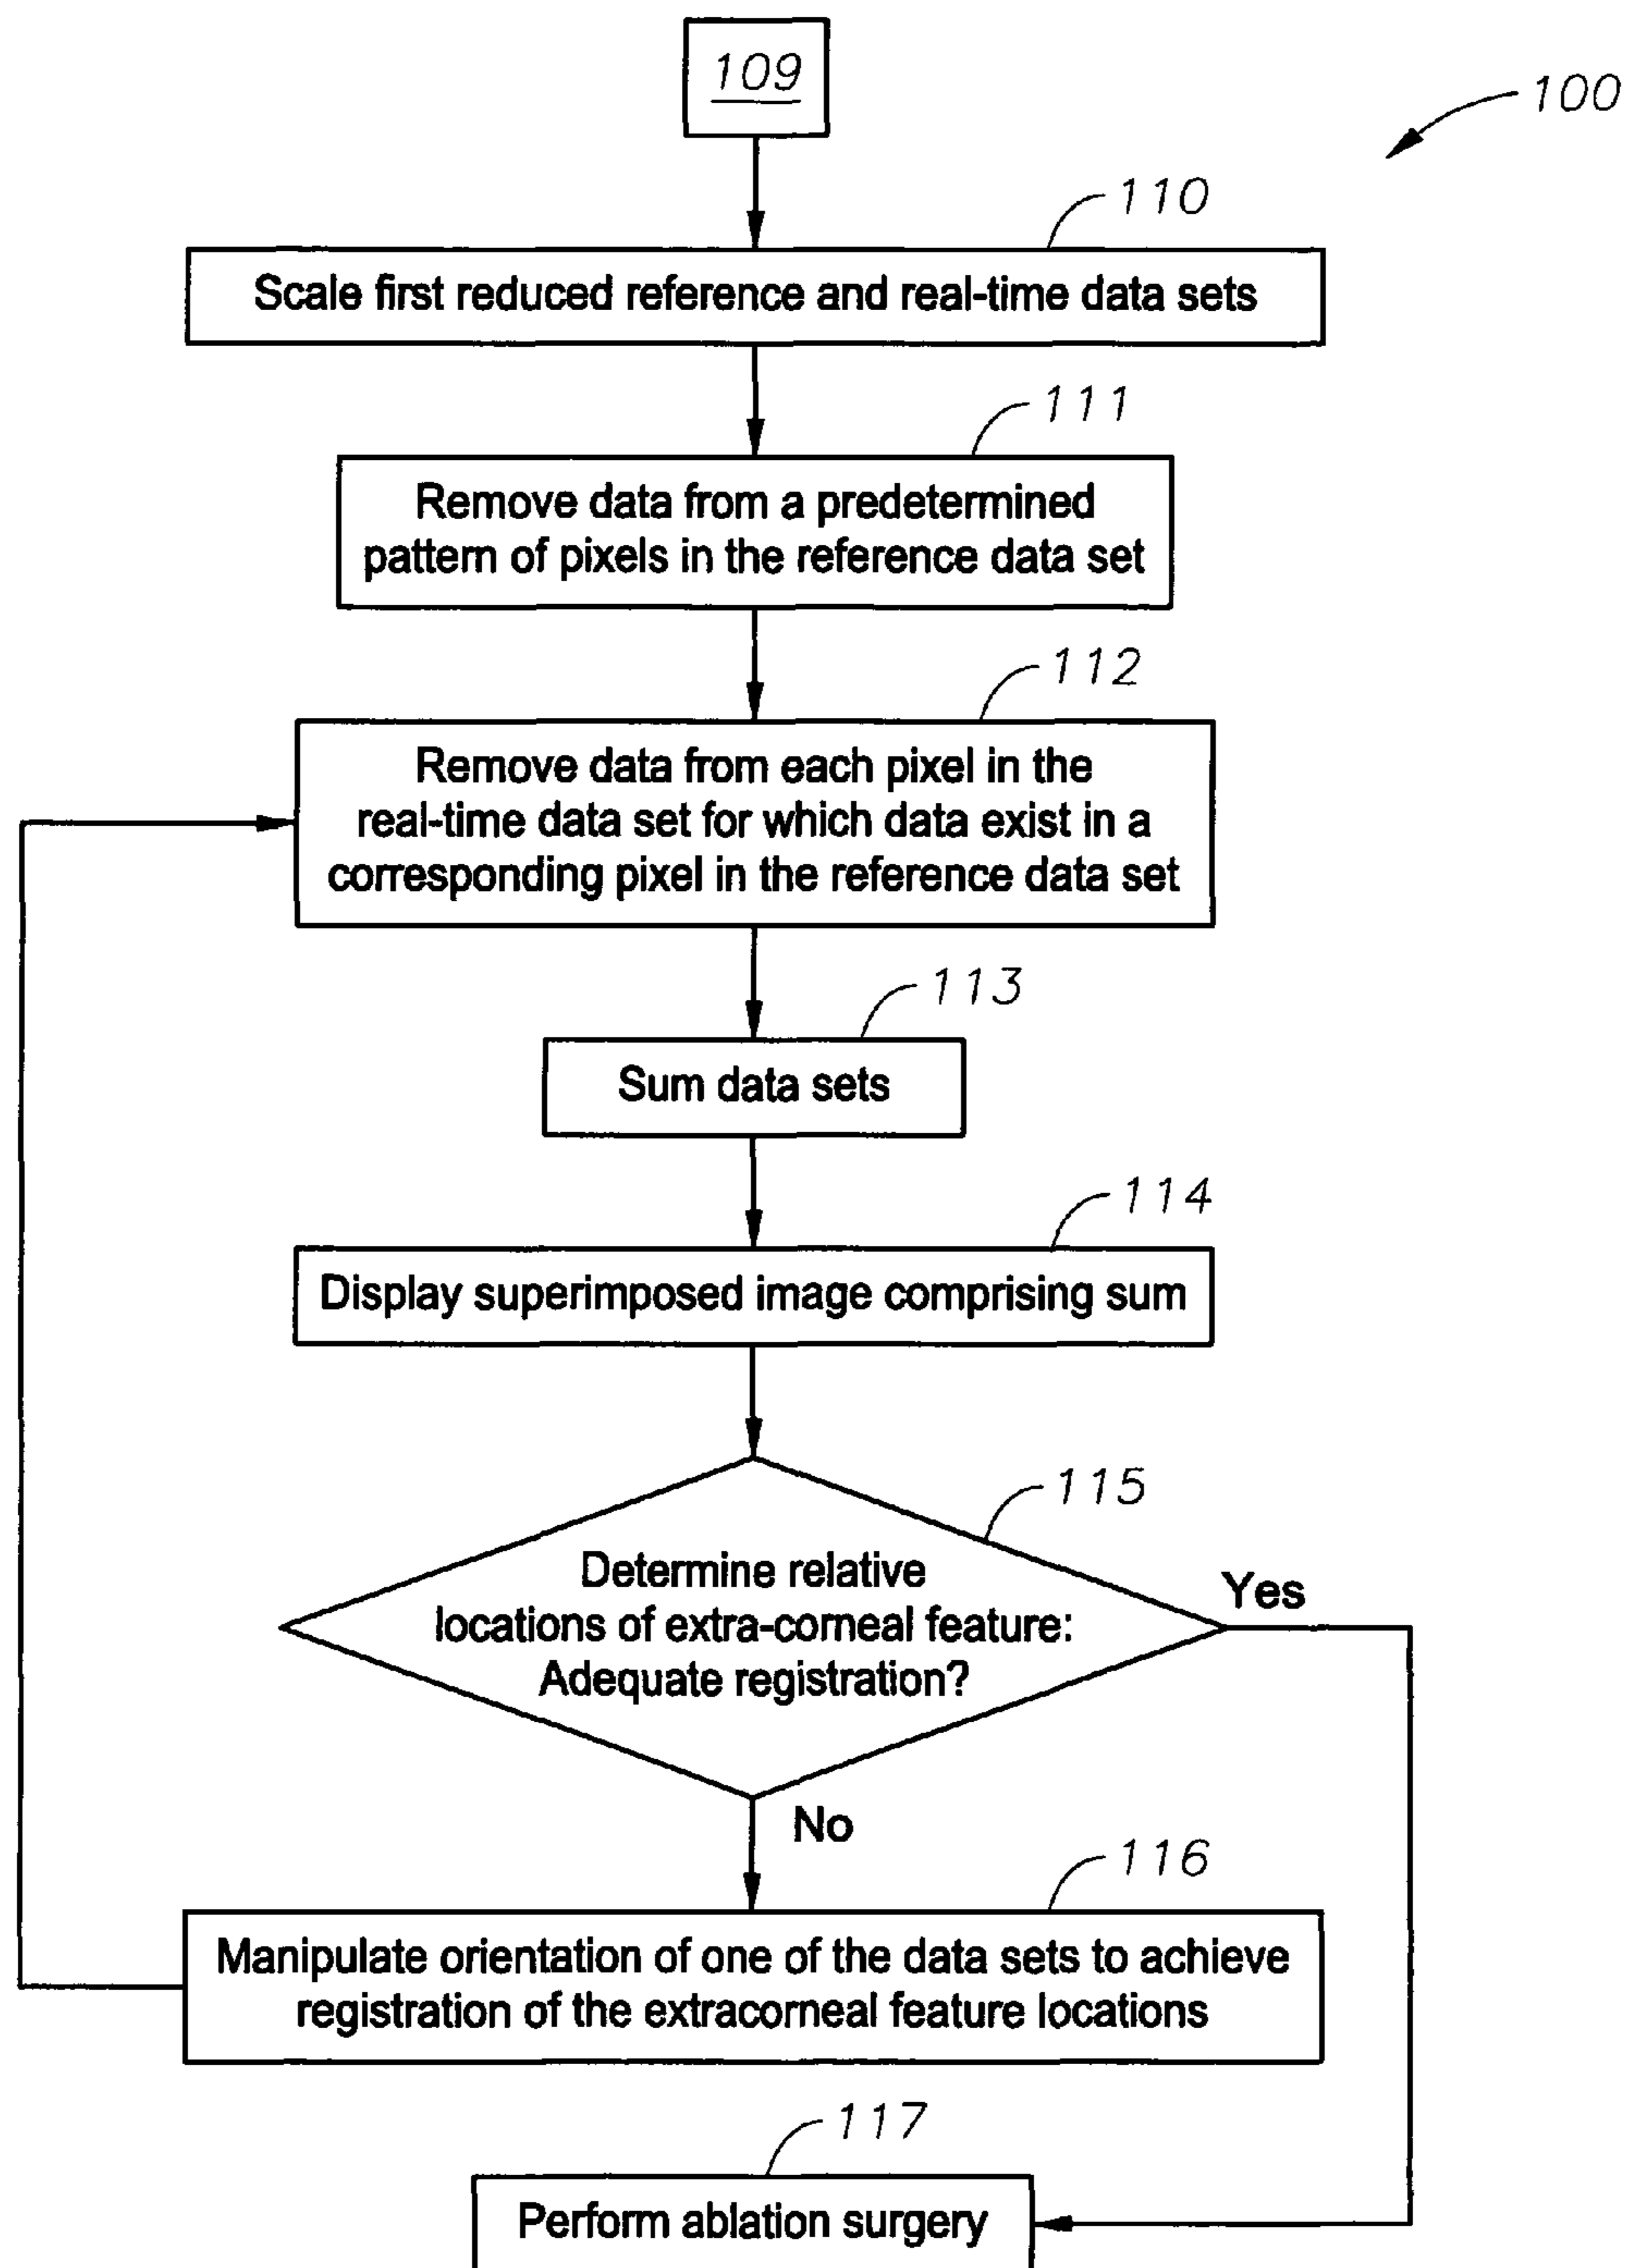 109
100
110
Scale first reduced reference and real-time data sets
111
Remove data from a predetermined
pattern of pixels in the reference data set
112
Remove data from each pixel in the
real-time data set for which data exist in a
corresponding pixel in the reference data set
113
Sum data sets
114
Display superimposed image comprising sum
115
Determine relative
locations of extra-corneal feature:
Adequate registration?
Yes
No
116
Manipulate orientation of one of the data sets to achieve
registration of the extracorneal feature locations
117
Perform ablation surgery